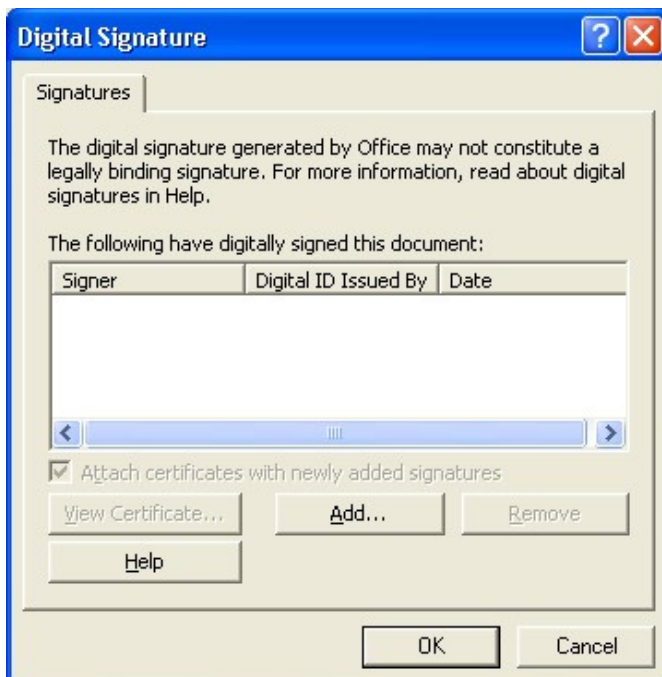 Digital Signature
Signatures
The digital signature generated by Office may not constitute a
legally binding signature. For more information, read about digital
signatures in Help.
The following have digitally signed this document:
Signer Digital ID Issued By Date
Attach certificates with newly added signatures
View Certificate... Add... Remove
Help
OK Cancel